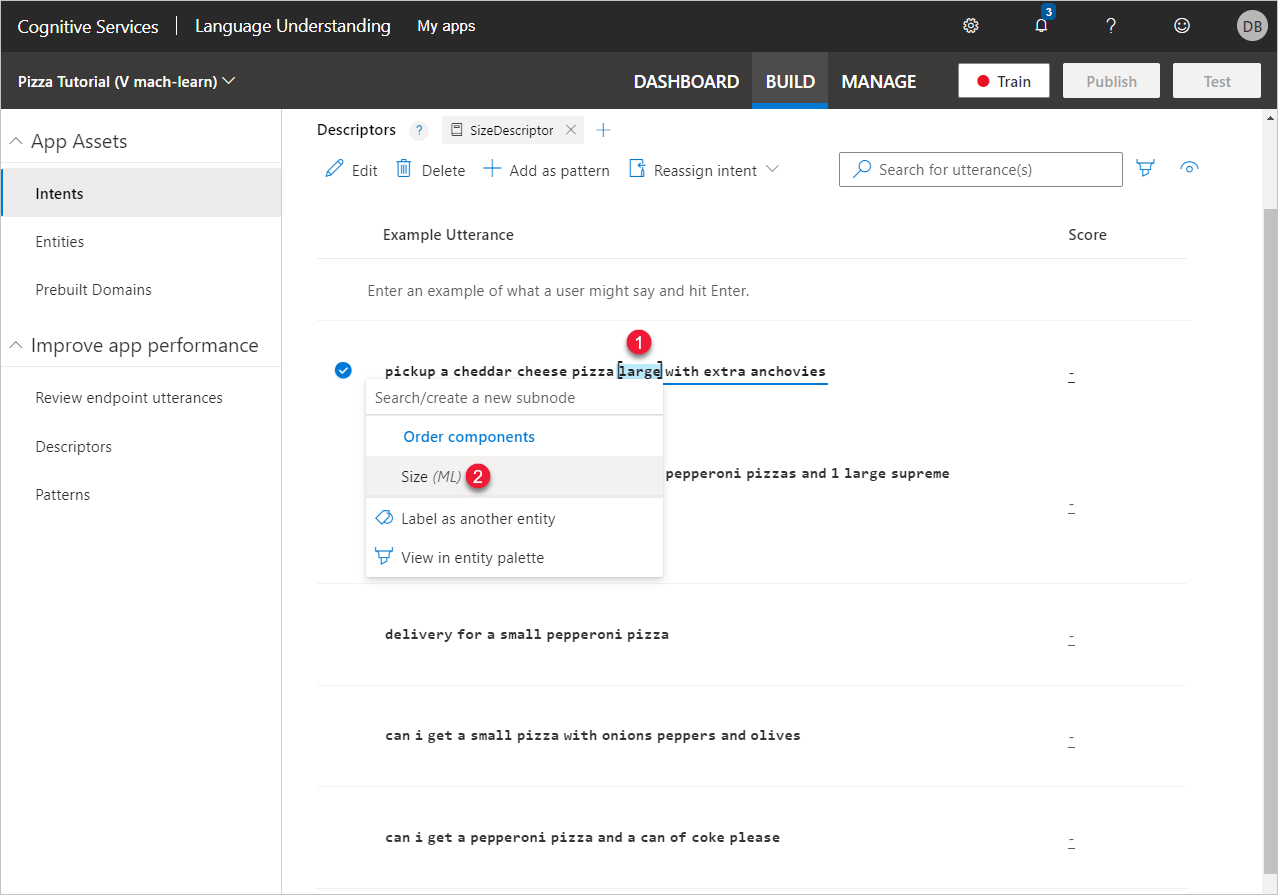 Cognitive Services | Language Understanding My apps 3 ? DB
Pizza Tutorial (V mach-learn) DASHBOARD BUILD MANAGE Train Publish Test
App Assets
Intents
Entities
Prebuilt Domains
Improve app performance
Review endpoint utterances
Descriptors
Patterns
Descriptors ? SizeDescriptor
Edit Delete Add as pattern Reassign intent Search for utterance(s)
Example Utterance Score
Enter an example of what a user might say and hit Enter.
1
pickup a cheddar cheese pizza [large] with extra anchovies -
Search/create a new subnode
Order components
Size (ML) 2
Label as another entity
View in entity palette
pepperoni pizzas and 1 large supreme -
delivery for a small pepperoni pizza -
can i get a small pizza with onions peppers and olives -
can i get a pepperoni pizza and a can of coke please -